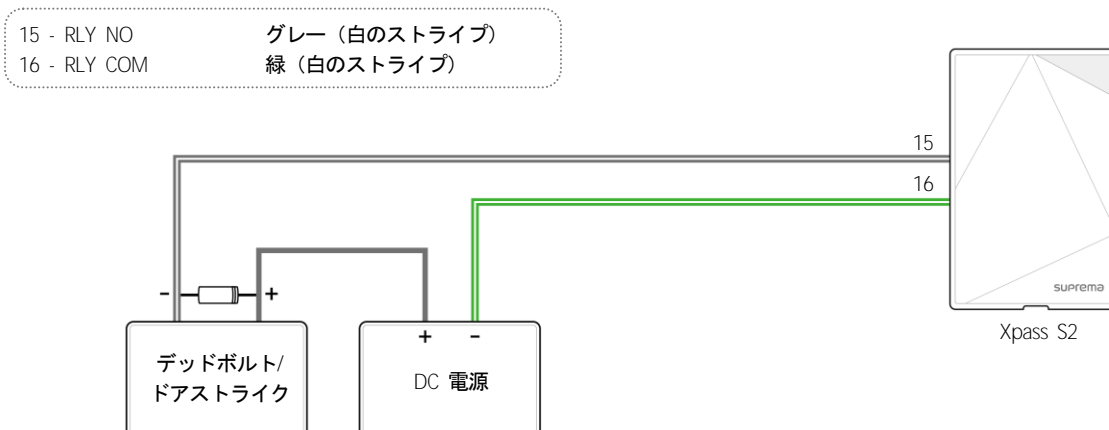 15 - RLY NO グレー（白のストライプ）
16 - RLY COM 緑（白のストライプ）
15
16
suprema
Xpass S2
- +
+ -
デッドボルト/
ドアストライク
DC 電源